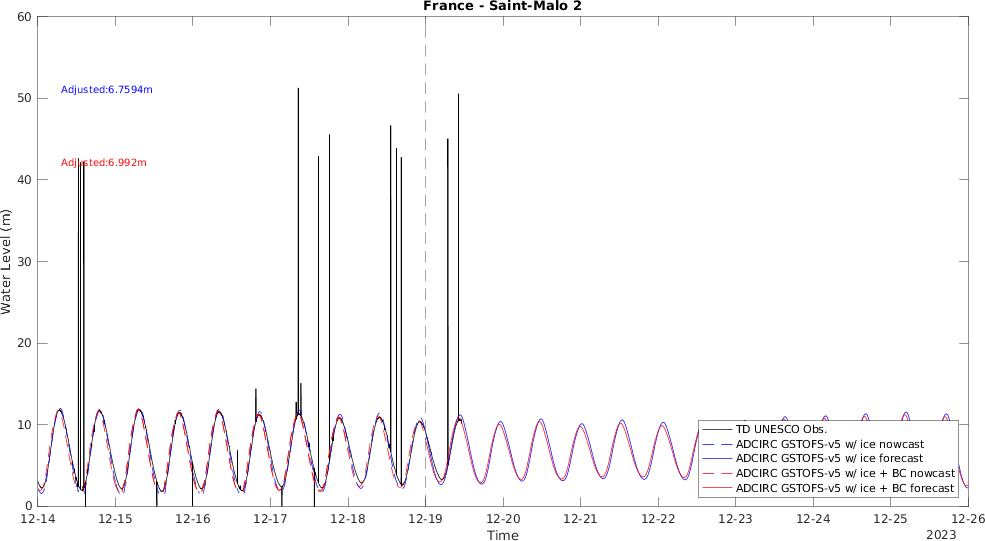 France - Saint-Malo 2
60
50
40
30
20
10
0
Water Level (m)
Adjusted:6.7594m
Adjusted:6.992m
TD UNESCO Obs.
ADCIRC GSTOFS-v5 w/ ice nowcast
ADCIRC GSTOFS-v5 w/ ice forecast
ADCIRC GSTOFS-v5 w/ ice + BC nowcast
ADCIRC GSTOFS-v5 w/ ice + BC forecast
12-14 12-15 12-16 12-17 12-18 12-19 12-20 12-21 12-22 12-23 12-24 12-25 12-26
Time
2023